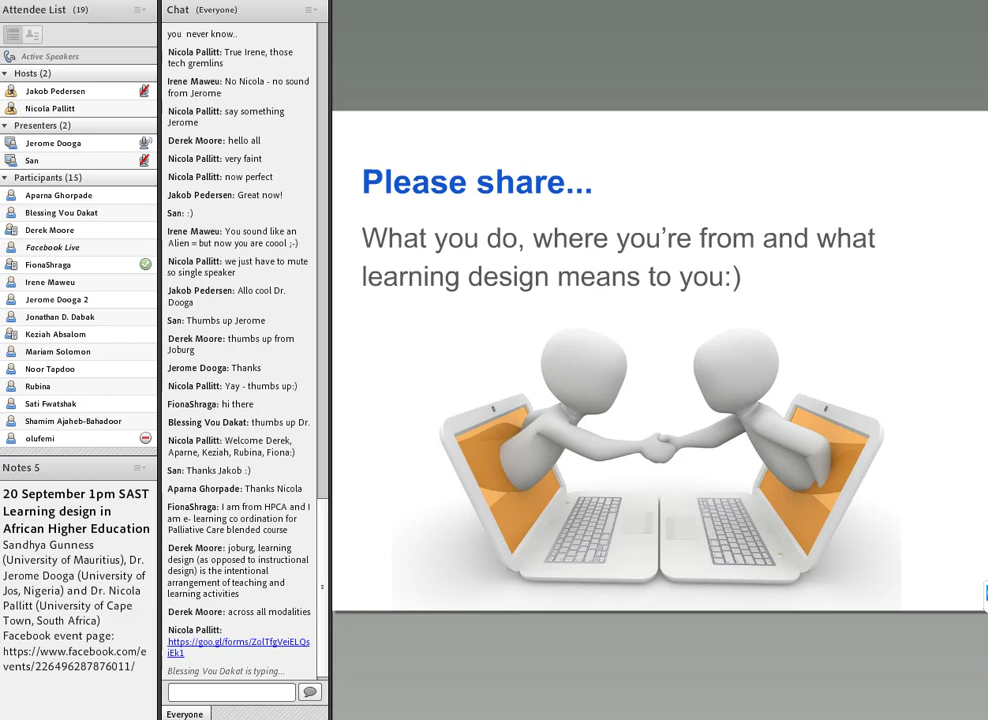 Attendee List (19)
Active Speakers
Hosts (2)
Jakob Pedersen
Nicola Pallitt
Presenters (2)
Jerome Dooga
San
Participants (15)
Aparna Ghorpade
Blessing Vou Dakat
Derek Moore
Facebook Live
FionaShraga
Irene Maweu
Jerome Dooga 2
Jonathan D. Dabak
Keziah Absalom
Mariam Solomon
Noor Tapdoo
Rubina
Sati Fwatshak
Shamim Ajaheb-Bahadoor
olufemi
Notes 5
20 September 1pm SAST
Learning design in
African Higher Education
Sandhya Gunness
(University of Mauritius), Dr.
Jerome Dooga (University of
Jos, Nigeria) and Dr. Nicola
Pallitt (University of Cape
Town, South Africa)
Facebook event page:
https://www.facebook.com/e
vents/226496287876011/
Chat (Everyone)
you never know..
Nicola Pallitt: True Irene, those
tech gremlins
Irene Maweu: No Nicola - no sound
from Jerome
Nicola Pallitt: say something
Jerome
Derek Moore: hello all
Nicola Pallitt: very faint
Nicola Pallitt: now perfect
Jakob Pedersen: Great now!
San: :)
Irene Maweu: You sound like an
Alien = but now you are coool ;-)
Nicola Pallitt: we just have to mute
so single speaker
Jakob Pedersen: Allo cool Dr.
Dooga
San: Thumbs up Jerome
Derek Moore: thumbs up from
Joburg
Jerome Dooga: Thanks
Nicola Pallitt: Yay - thumbs up:)
FionaShraga: hi there
Blessing Vou Dakat: thumbs up Dr.
Nicola Pallitt: Welcome Derek,
Aparne, Keziah, Rubina, Fiona:)
San: Thanks Jakob :)
Aparna Ghorpade: Thanks Nicola
FionaShraga: I am from HPCA and I
am e- learning co ordination for
Palliative Care blended course
Derek Moore: joburg, learning
design (as opposed to instructional
design) is the intentional
arrangement of teaching and
learning activities
Derek Moore: across all modalities
Nicola Pallitt:
https://goo.gl/forms/ZolTfgVeiELQs
iEk1
Blessing Vou Dakat is typing...
Everyone
Please share...
What you do, where you're from and what
learning design means to you:)